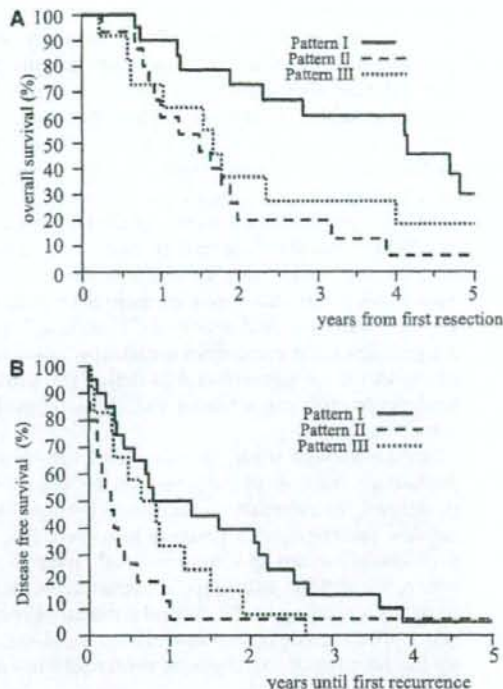 A
100
90
80
70
60
50
40
30
20
10
0
overall survival (%)
Pattern I
Pattern II
Pattern III
0 1 2 3 4 5
years from first resection
B
100
90
80
70
60
50
40
30
20
10
0
Disease free survival (%)
Pattern I
Pattern II
Pattern III
0 1 2 3 4 5
years until first recurrence